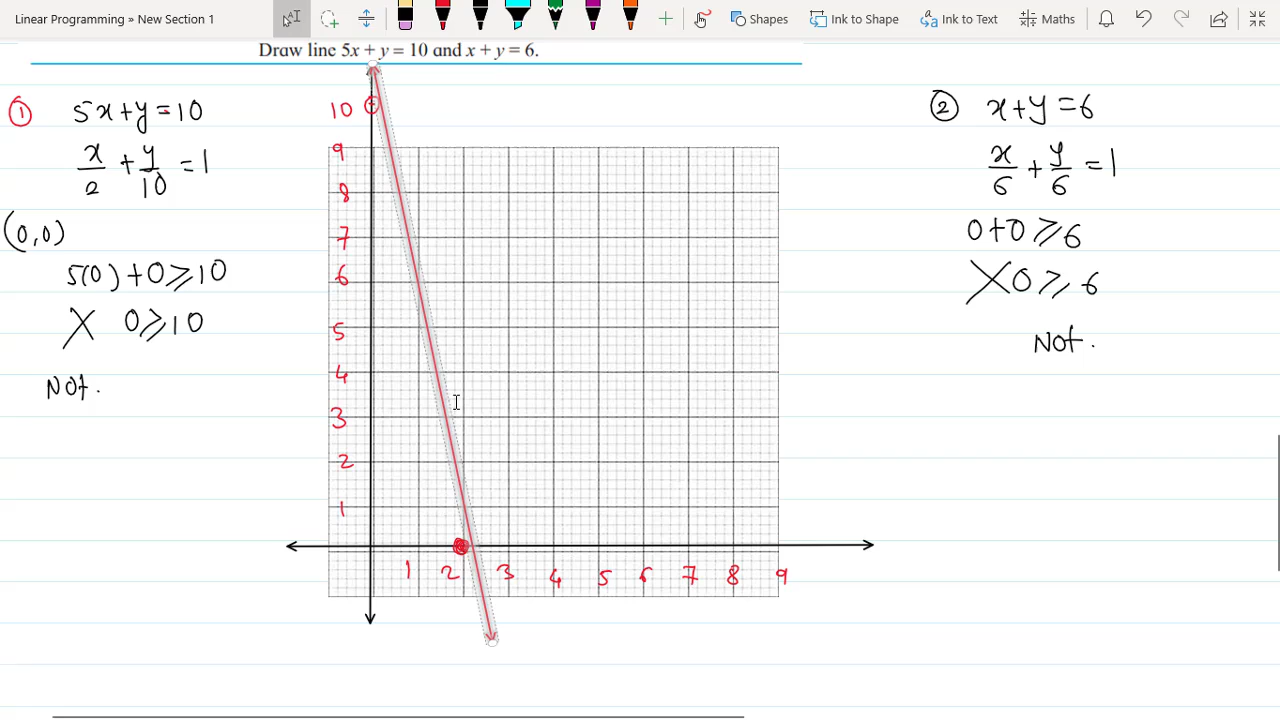 Linear Programming » New Section 1
Shapes
Ink to Shape
Ink to Text
Maths
Draw line 5x + y = 10 and x + y = 6.
① 5x+y=10
x/2 + y/10 = 1
(0,0)
5(0)+0⩾10
X 0⩾10
Not.
10
9
8
7
6
5
4
3
2
1
1 2 3 4 5 6 7 8 9
② x+y=6
x/6 + y/6 = 1
0+0⩾6
X 0⩾6
Not.